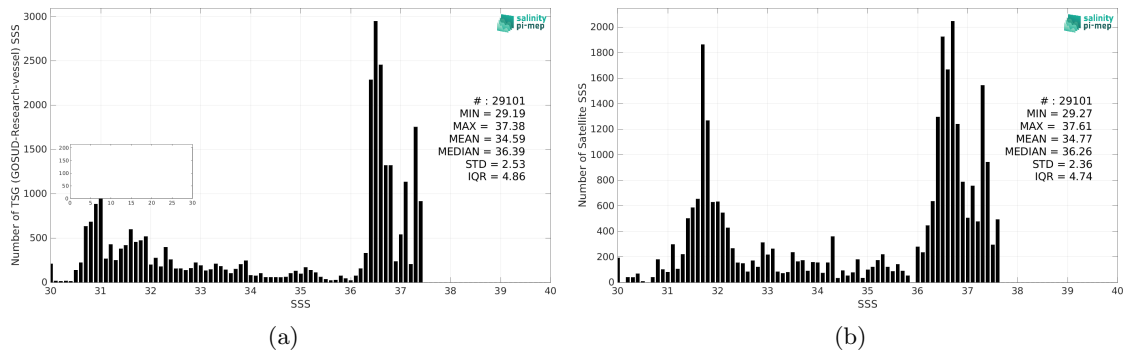 3000
2500
2000
1500
1000
500
0
Number of TSG (GOSUD-Research-vessel) SSS
salinity
pi-mep
# : 29101
MIN = 29.19
MAX = 37.38
MEAN = 34.59
MEDIAN = 36.39
STD = 2.53
IQR = 4.86
200
150
100
50
0
0 5 10 15 20 25 30
30 31 32 33 34 35 36 37 38 39 40
SSS
(a)
2000
1800
1600
1400
1200
1000
800
600
400
200
0
Number of Satellite SSS
salinity
pi-mep
# : 29101
MIN = 29.27
MAX = 37.61
MEAN = 34.77
MEDIAN = 36.26
STD = 2.36
IQR = 4.74
30 31 32 33 34 35 36 37 38 39 40
SSS
(b)